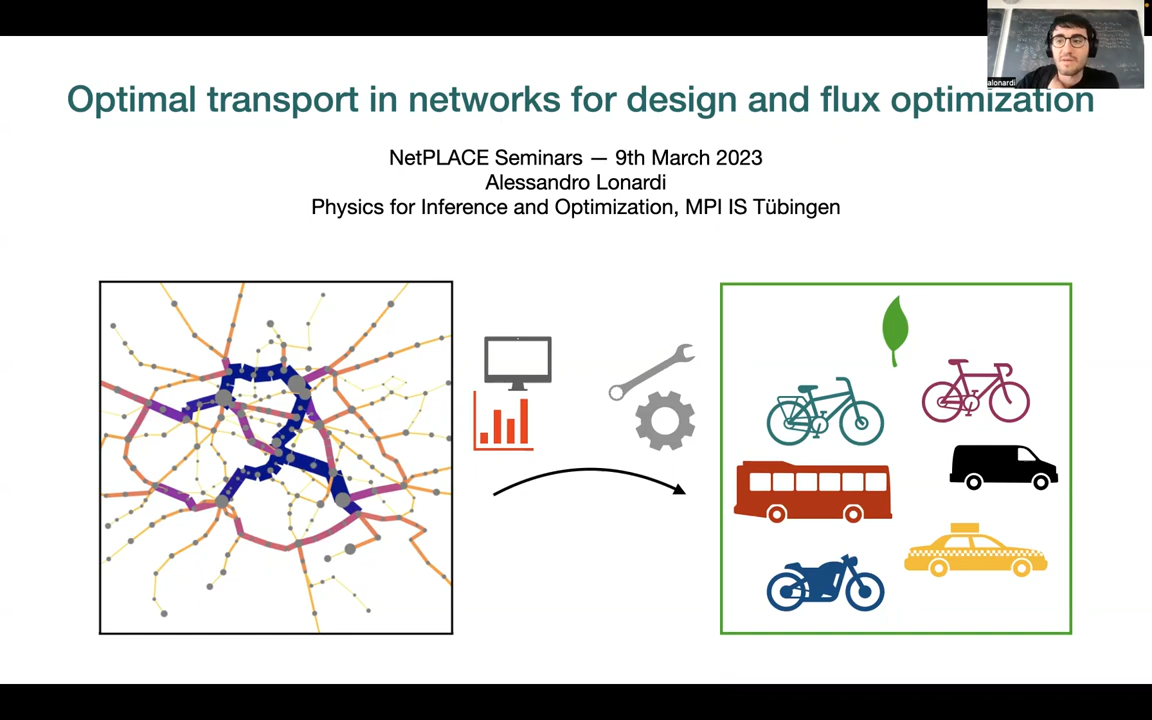 Optimal transport in networks for design and flux optimization
NetPLACE Seminars — 9th March 2023
Alessandro Lonardi
Physics for Inference and Optimization, MPI IS Tübingen
alonardi